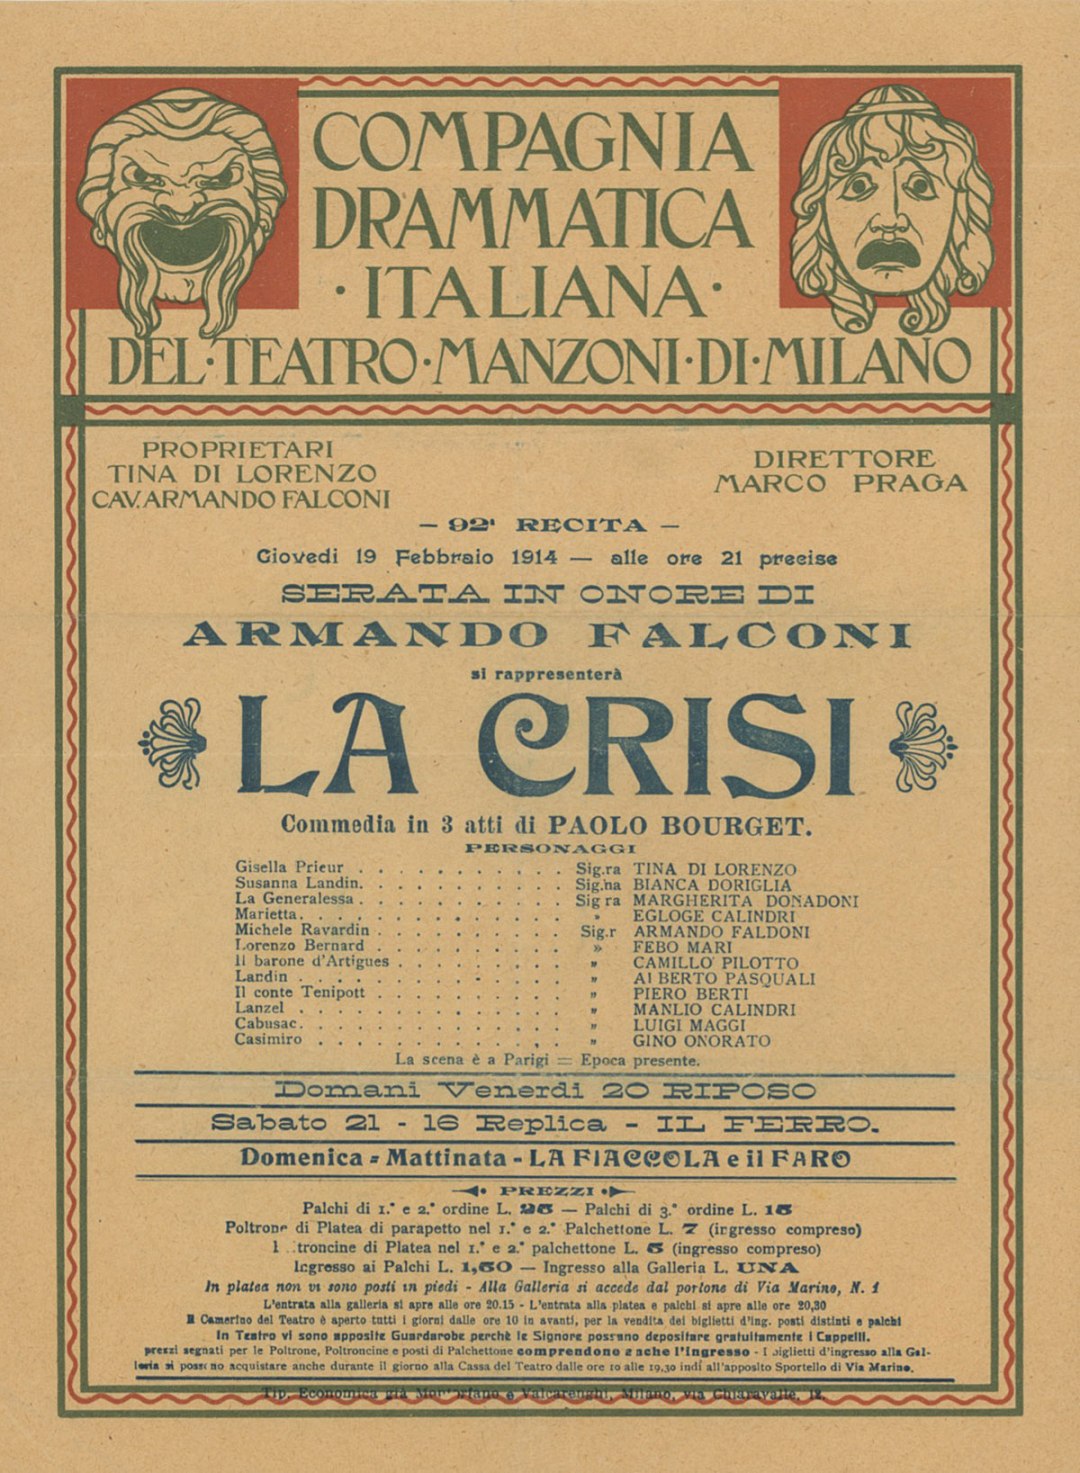 COMPAGNIA
DRAMMATICA
· ITALIANA ·
DEL · TEATRO · MANZONI · DI · MILANO
PROPRIETARI
TINA DI LORENZO
CAV. ARMANDO FALCONI
DIRETTORE
MARCO PRAGA
— 92ª RECITA —
Giovedi 19 Febbraio 1914 — alle ore 21 precise
SERATA IN ONORE DI
ARMANDO FALCONI
si rappresenterà
LA CRISI
Commedia in 3 atti di PAOLO BOURGET.
PERSONAGGI
Gisella Prieur . . . . . . . . . . . Sig.ra TINA DI LORENZO
Susanna Landin. . . . . . . . . . . Sig.na BIANCA DORIGLIA
La Generalessa . . . . . . . . . . . Sig ra MARGHERITA DONADONI
Marietta. . . . . . . . . . . . . . » EGLOGE CALINDRI
Michele Ravardin . . . . . . . . . . Sig.r ARMANDO FALDONI
Lorenzo Bernard . . . . . . . . . . » FEBO MARI
Il barone d'Artigues . . . . . . . . . „ CAMILLO PILOTTO
Landin . . . . . . . . . . . . . . „ ALBERTO PASQUALI
Il conte Tenipott . . . . . . . . . . „ PIERO BERTI
Lanzel . . . . . . . . . . . . . . „ MANLIO CALINDRI
Cabusac. . . . . . . . . . . . . . „ LUIGI MAGGI
Casimiro . . . . . . . . . . . . . „ GINO ONORATO
La scena è a Parigi = Epoca presente.
Domani Venerdi 20 RIPOSO
Sabato 21 - 16 Replica - IL FERRO.
Domenica = Mattinata - LA FIACCOLA e il FARO
PREZZI
Palchi di 1.° e 2.° ordine L. 25 — Palchi di 3.° ordine L. 15
Poltrone di Platea di parapetto nel 1.° e 2.° Palchettone L. 7 (ingresso compreso)
troncine di Platea nel 1.° e 2.° palchettone L. 5 (ingresso compreso)
Ingresso ai Palchi L. 1,50 — Ingresso alla Galleria L. UNA
In platea non vi sono posti in piedi - Alla Galleria si accede dal portone di Via Marino, N. 1
L'entrata alla galleria si apre alle ore 20.15 - L'entrata alla platea e palchi si apre alle ore 20,30
Il Camerino del Teatro è aperto tutti i giorni dalle ore 10 in avanti, per la vendita dei biglietti d'ing. posti distinti e palchi
In Teatro vi sono apposite Guardarobe perchè le Signore possano depositare gratuitamente i Cappelli.
prezzi segnati per le Poltrone, Poltroncine e posti di Palchettone comprendono anche l'ingresso - I biglietti d'ingresso alla Gal-
leria si possono acquistare anche durante il giorno alla Cassa del Teatro dalle ore 10 alle 19,30 indi all'apposito Sportello di Via Marino.
Tip. Economica già Montorfano e Valcarenghi, Milano, via Chiaravalle, 12.